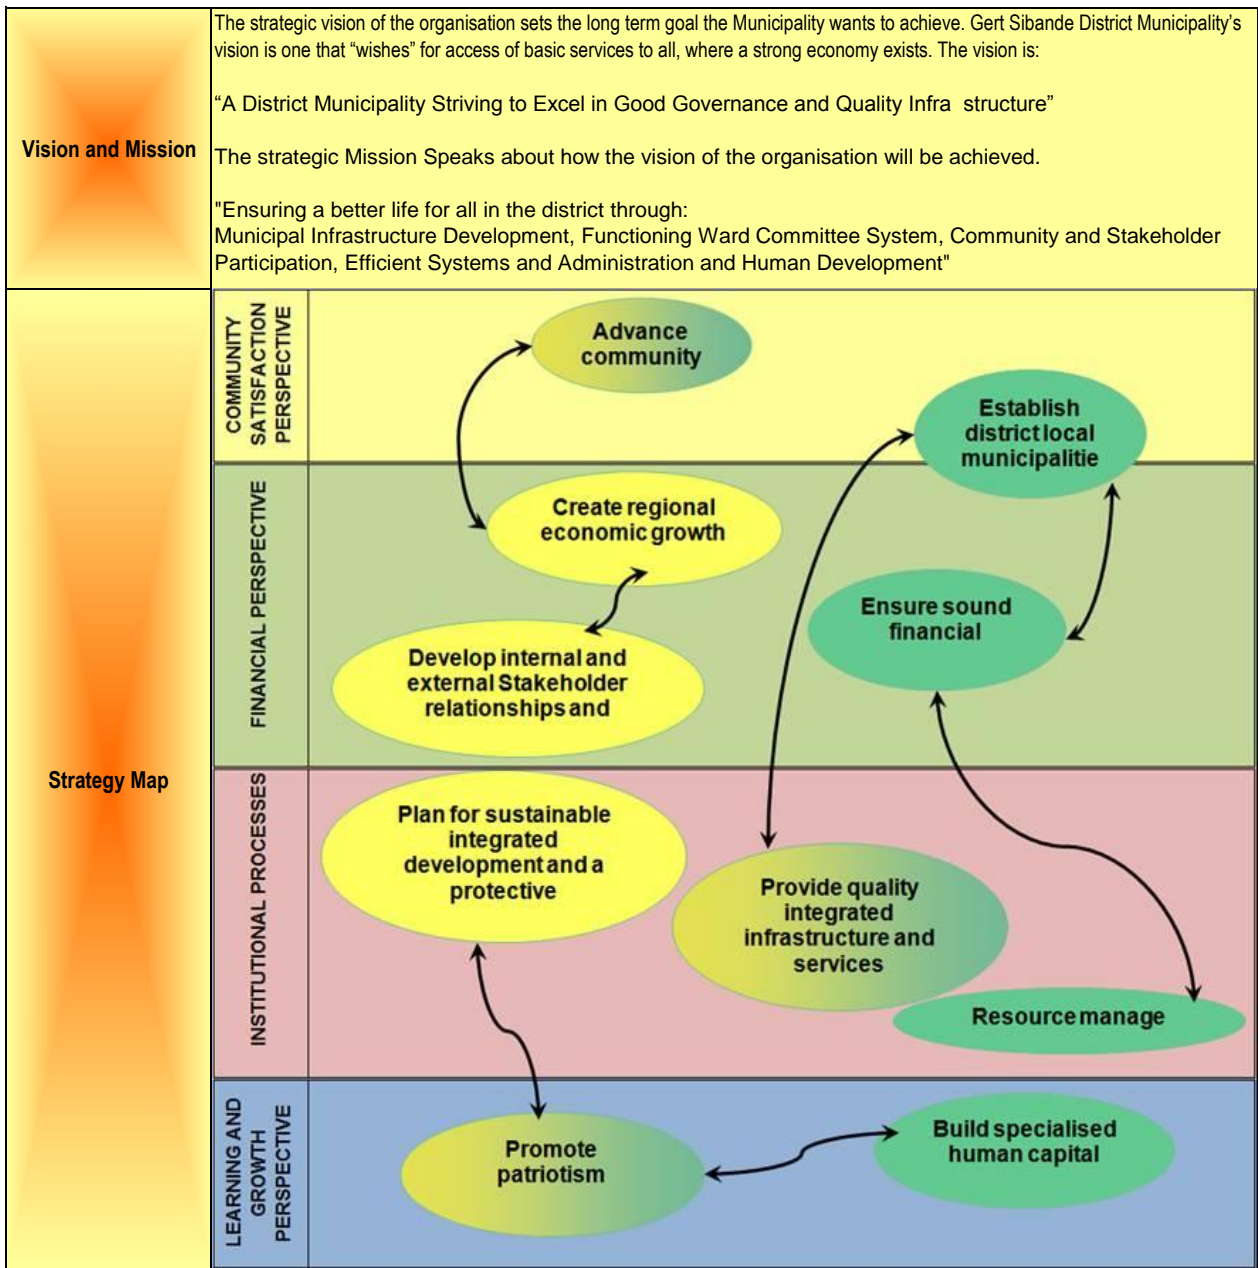 Vision and Mission
The strategic vision of the organisation sets the long term goal the Municipality wants to achieve. Gert Sibande District Municipality’s
vision is one that “wishes” for access of basic services to all, where a strong economy exists. The vision is:
“A District Municipality Striving to Excel in Good Governance and Quality Infra structure”
The strategic Mission Speaks about how the vision of the organisation will be achieved.
"Ensuring a better life for all in the district through:
Municipal Infrastructure Development, Functioning Ward Committee System, Community and Stakeholder
Participation, Efficient Systems and Administration and Human Development"
Strategy Map
COMMUNITY
SATISFACTION
PERSPECTIVE
Advance
community
Establish
district local
municipalitie
FINANCIAL PERSPECTIVE
Create regional
economic growth
Ensure sound
financial
Develop internal and
external Stakeholder
relationships and
INSTITUTIONAL PROCESSES
Plan for sustainable
integrated
development and a
protective
Provide quality
integrated
infrastructure and
services
Resource manage
LEARNING AND
GROWTH
PERSPECTIVE
Promote
patriotism
Build specialised
human capital